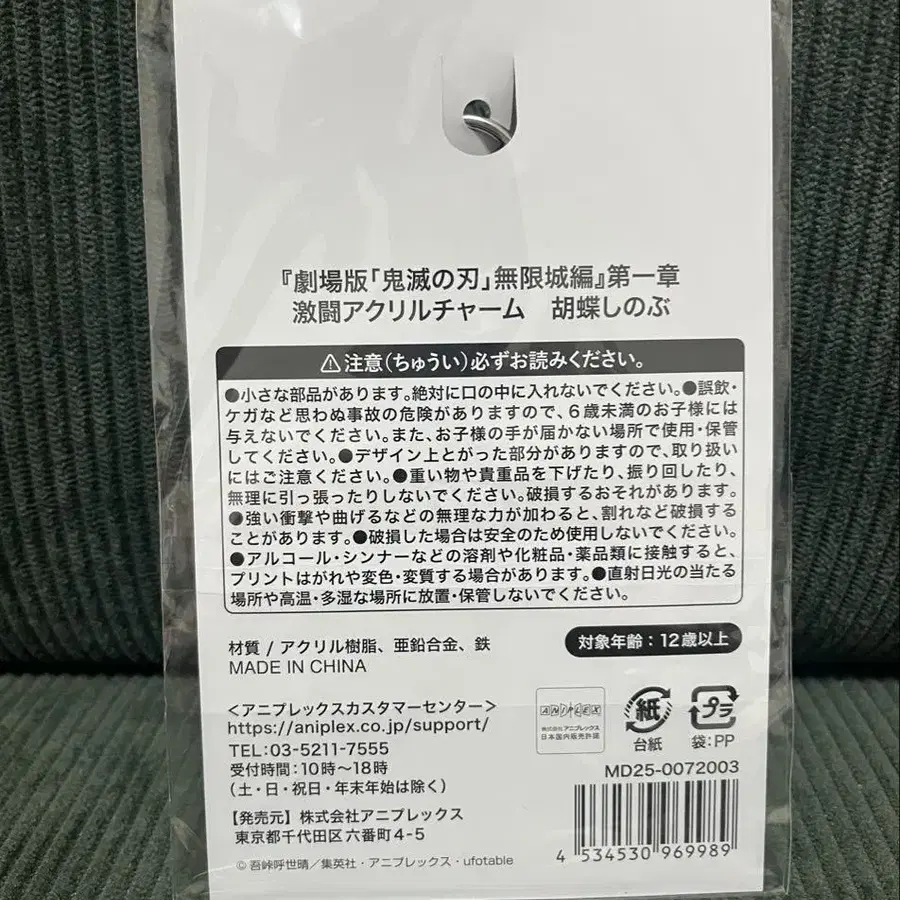 『劇場版「鬼滅の刃」無限城編』第一章
激闘アクリルチャーム　胡蝶しのぶ
⚠注意(ちゅうい)必ずお読みください。
●小さな部品があります。絶対に口の中に入れないでください。●誤飲・
ケガなど思わぬ事故の危険がありますので、6歳未満のお子様には
与えないでください。また、お子様の手が届かない場所で使用・保管
してください。●デザイン上とがった部分がありますので、取り扱い
にはご注意ください。●重い物や貴重品を下げたり、振り回したり、
無理に引っ張ったりしないでください。破損するおそれがあります。
●強い衝撃や曲げるなどの無理な力が加わると、割れなど破損する
ことがあります。●破損した場合は安全のため使用しないでください。
●アルコール・シンナーなどの溶剤や化粧品・薬品類に接触すると、
プリントはがれや変色・変質する場合があります。●直射日光の当たる
場所や高温・多湿な場所に放置・保管しないでください。
材質 / アクリル樹脂、亜鉛合金、鉄
MADE IN CHINA
対象年齢：12歳以上
<アニプレックスカスタマーセンター>
https://aniplex.co.jp/support/
TEL:03-5211-7555
受付時間：10時～18時
(土・日・祝日・年末年始は除く)
【発売元】株式会社アニプレックス
東京都千代田区六番町4-5
© 吾峠呼世晴／集英社・アニプレックス・ufotable
ANIPLEX
株式会社アニプレックス
日本国内販売許諾
紙
台紙
プラ
袋：PP
MD25-0072003
4 534530 969989